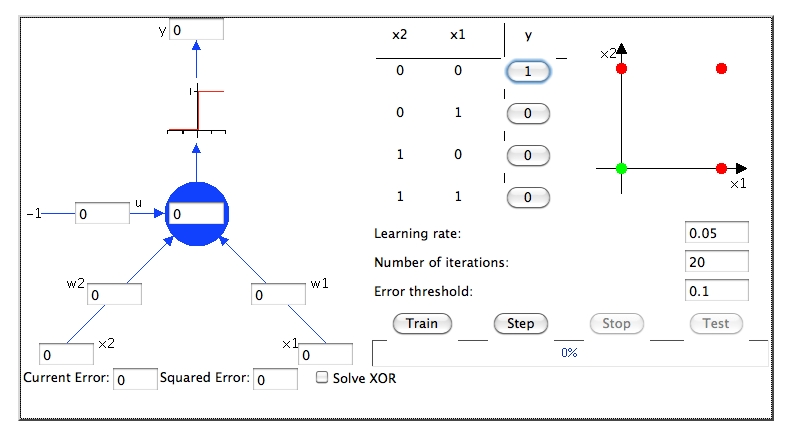 y 0
-1 0 u 0
w2 0 0 w1
0 x2 x1 0
Current Error: 0 Squared Error: 0 Solve XOR
x2 x1 y
0 0 1
0 1 0
1 0 0
1 1 0
x2
x1
Learning rate: 0.05
Number of iterations: 20
Error threshold: 0.1
Train Step Stop Test
0%